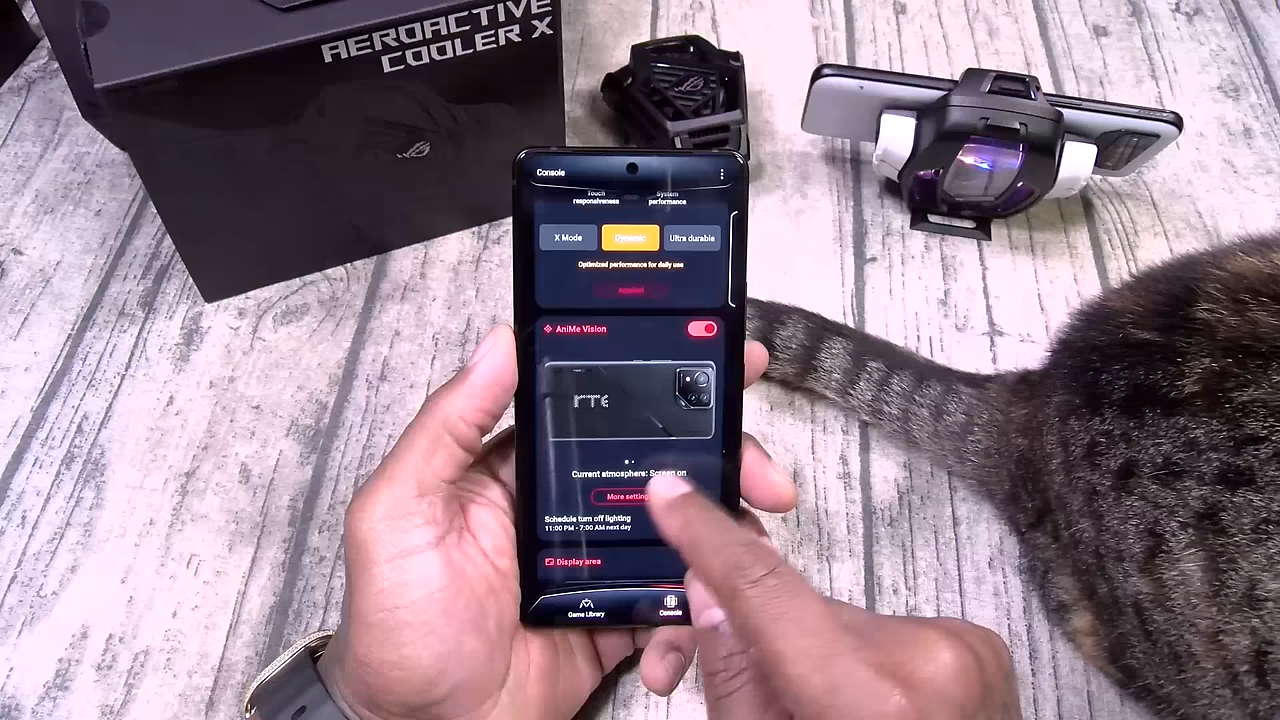 AEROACTIVE
COOLER X
Console
Touch
responsiveness
System
performance
X Mode
Dynamic
Ultra durable
Optimized performance for daily use
Applied
AniMe Vision
Current atmosphere: Screen on
More setting
Schedule turn off lighting
11:00 PM - 7:00 AM next day
Display area
Game Library
Console